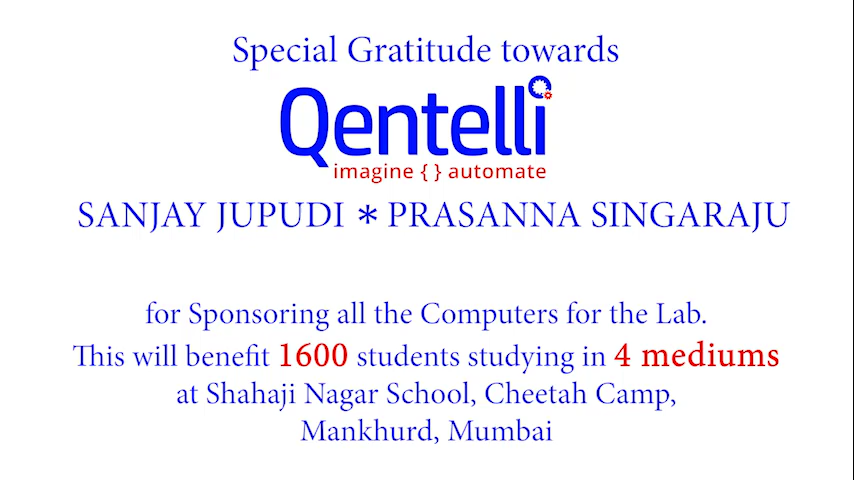 Special Gratitude towards
Qentelli
imagine { } automate
SANJAY JUPUDI * PRASANNA SINGARAJU
for Sponsoring all the Computers for the Lab.
This will benefit 1600 students studying in 4 mediums
at Shahaji Nagar School, Cheetah Camp,
Mankhurd, Mumbai